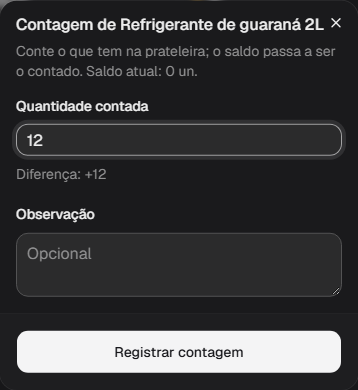 Contagem de Refrigerante de guaraná 2L
Conte o que tem na prateleira; o saldo passa a ser
o contado. Saldo atual: 0 un.
Quantidade contada
12
Diferença: +12
Observação
Opcional
Registrar contagem